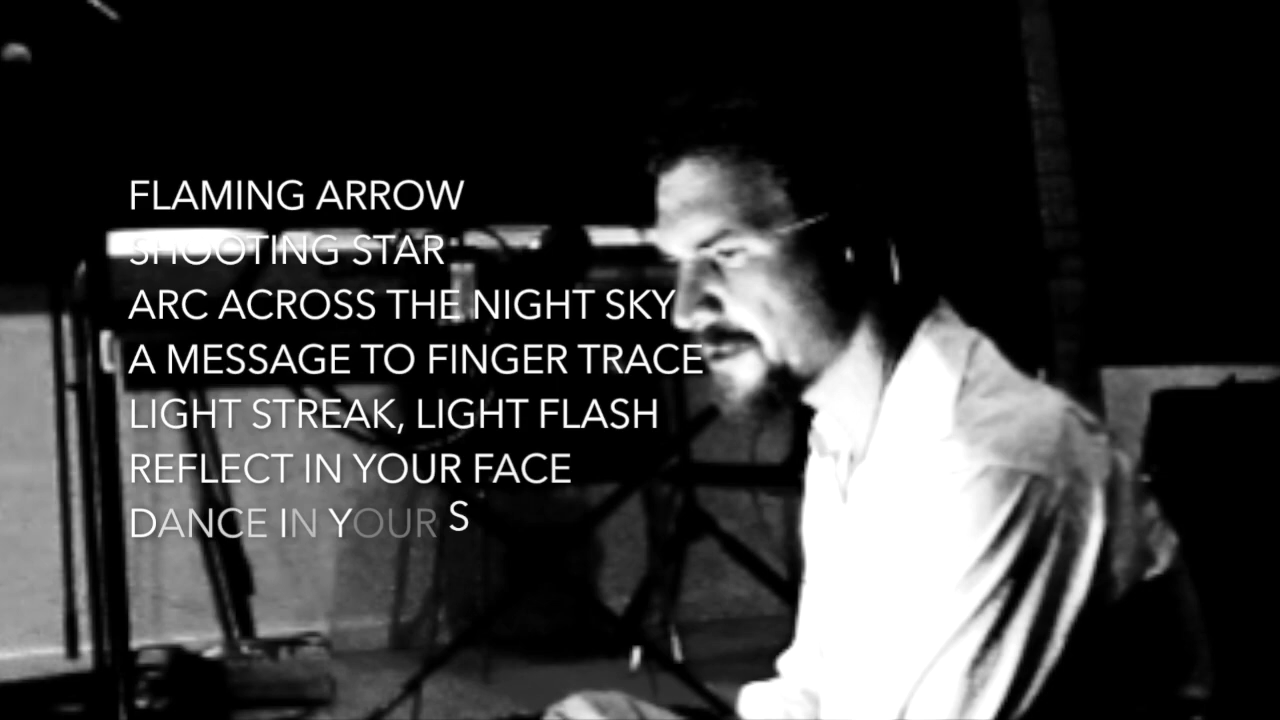 FLAMING ARROW
SHOOTING STAR
ARC ACROSS THE NIGHT SKY
A MESSAGE TO FINGER TRACE
LIGHT STREAK, LIGHT FLASH
REFLECT IN YOUR FACE
DANCE IN YOUR S